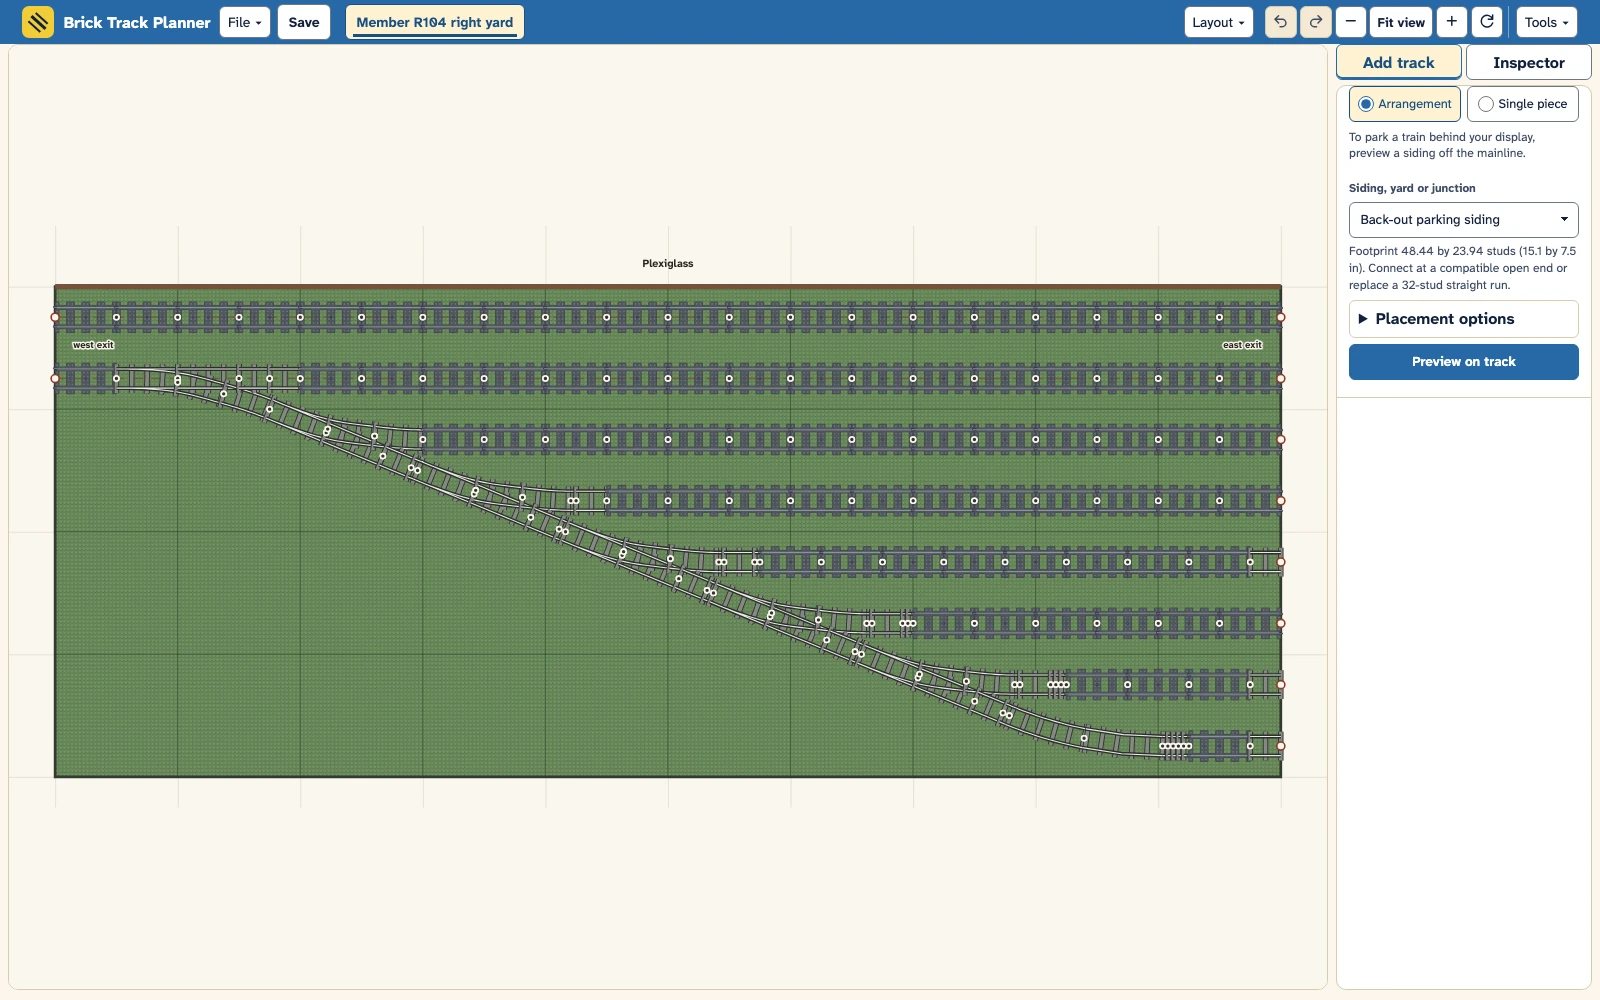 Brick Track Planner
File
Save
Member R104 right yard
Layout
Fit view
Tools
Add track
Inspector
Arrangement
Single piece
To park a train behind your display,
preview a siding off the mainline.
Siding, yard or junction
Back-out parking siding
Footprint 48.44 by 23.94 studs (15.1 by 7.5
in). Connect at a compatible open end or
replace a 32-stud straight run.
Placement options
Preview on track
Plexiglass
west exit
east exit